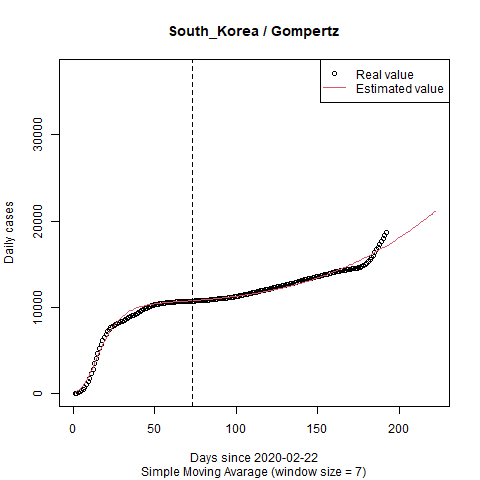 South_Korea / Gompertz
Real value
Estimated value
Daily cases
30000
20000
10000
0
0 50 100 150 200
Days since 2020-02-22
Simple Moving Avarage (window size = 7)